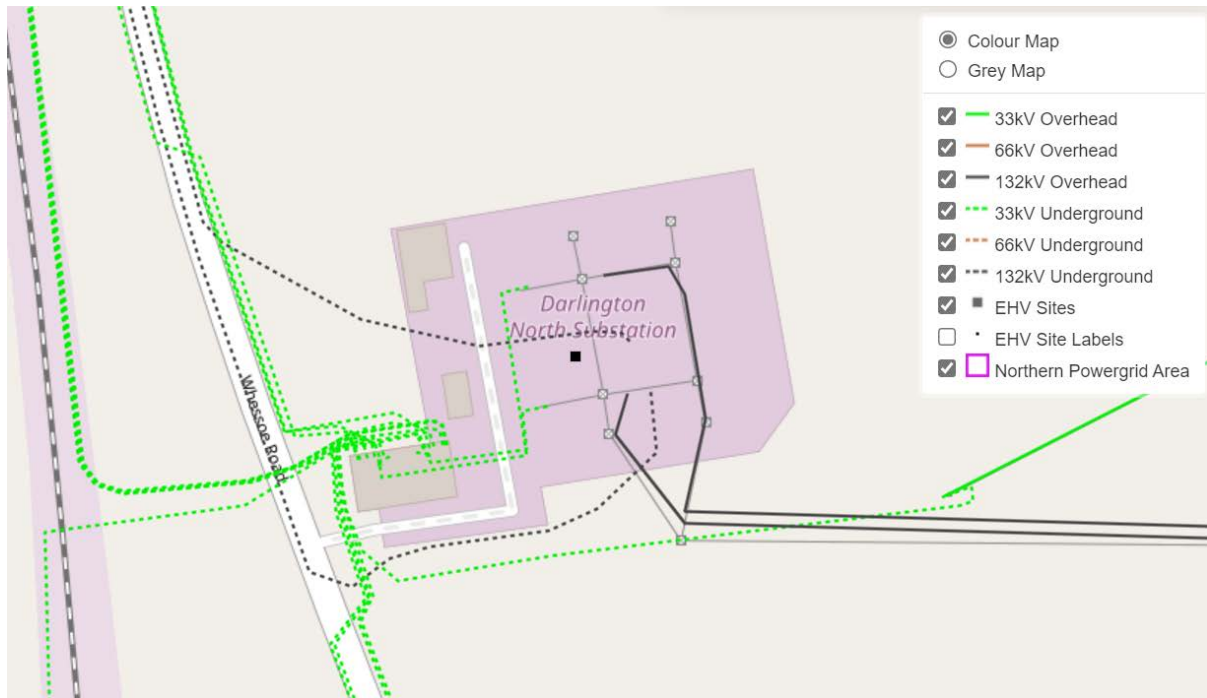 Colour Map
Grey Map
33kV Overhead
66kV Overhead
132kV Overhead
33kV Underground
66kV Underground
132kV Underground
EHV Sites
EHV Site Labels
Northern Powergrid Area
Darlington
North Substation
Whessoe Road